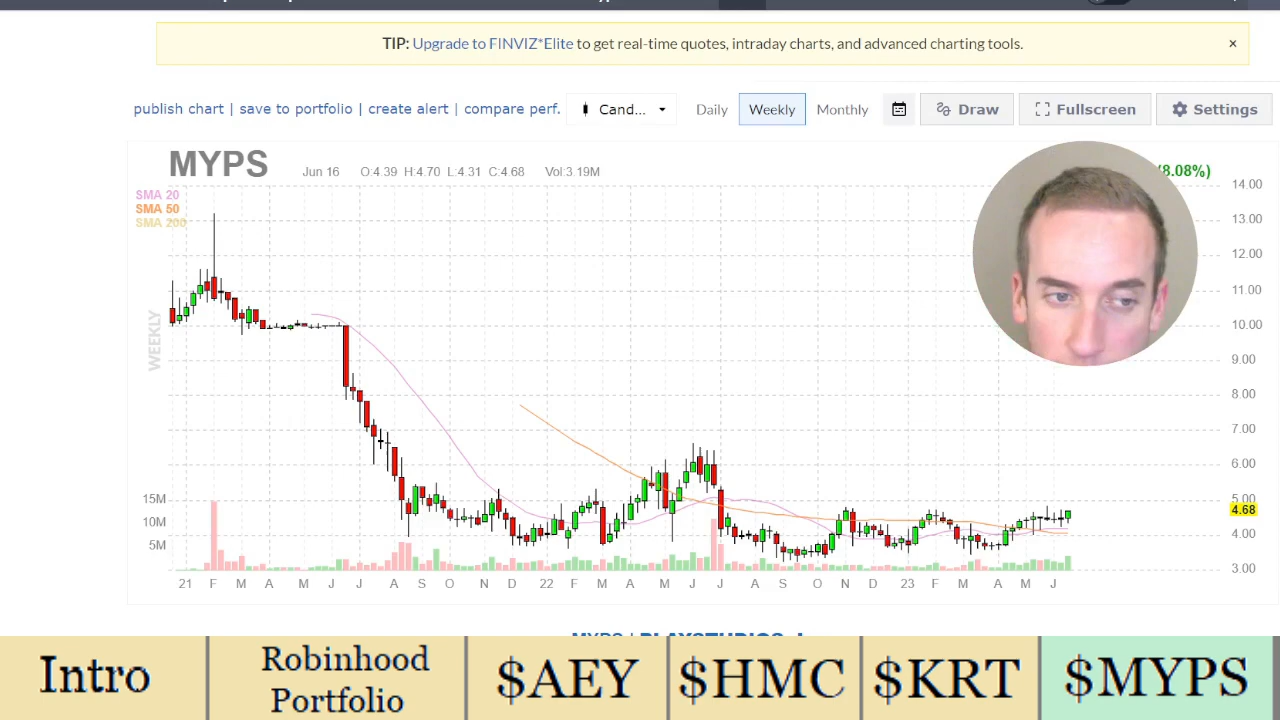 TIP: Upgrade to FINVIZ*Elite to get real-time quotes, intraday charts, and advanced charting tools. ×
publish chart | save to portfolio | create alert | compare perf. Cand... Daily Weekly Monthly Draw Fullscreen Settings
MYPS Jun 16 O:4.39 H:4.70 L:4.31 C:4.68 Vol:3.19M (8.08%)
SMA 20
SMA 50
SMA 200
WEEKLY
14.00
13.00
12.00
11.00
10.00
9.00
8.00
7.00
6.00
5.00
4.68
4.00
3.00
15M
10M
5M
21 F M A M J J A S O N D 22 F M A M J J A S O N D 23 F M A M J
Intro
Robinhood
Portfolio
$AEY
$HMC
$KRT
$MYPS